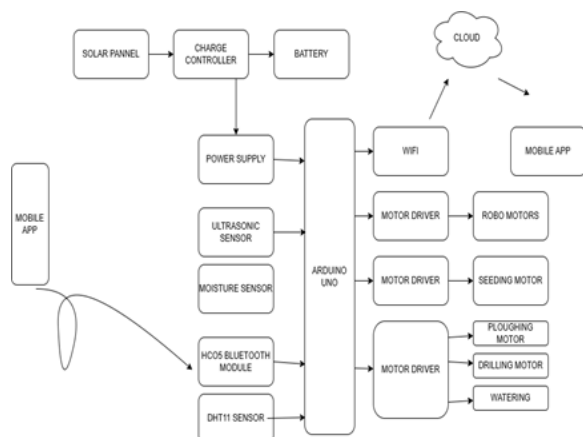 SOLAR PANNEL
CHARGE
CONTROLLER
BATTERY
CLOUD
POWER SUPPLY
WIFI
MOBILE APP
MOBILE
APP
ULTRASONIC
SENSOR
MOTOR DRIVER
ROBO MOTORS
ARDUINO
UNO
MOISTURE SENSOR
MOTOR DRIVER
SEEDING MOTOR
HC05 BLUETOOTH
MODULE
MOTOR DRIVER
PLOUGHING
MOTOR
DRILLING MOTOR
WATERING
DHT11 SENSOR